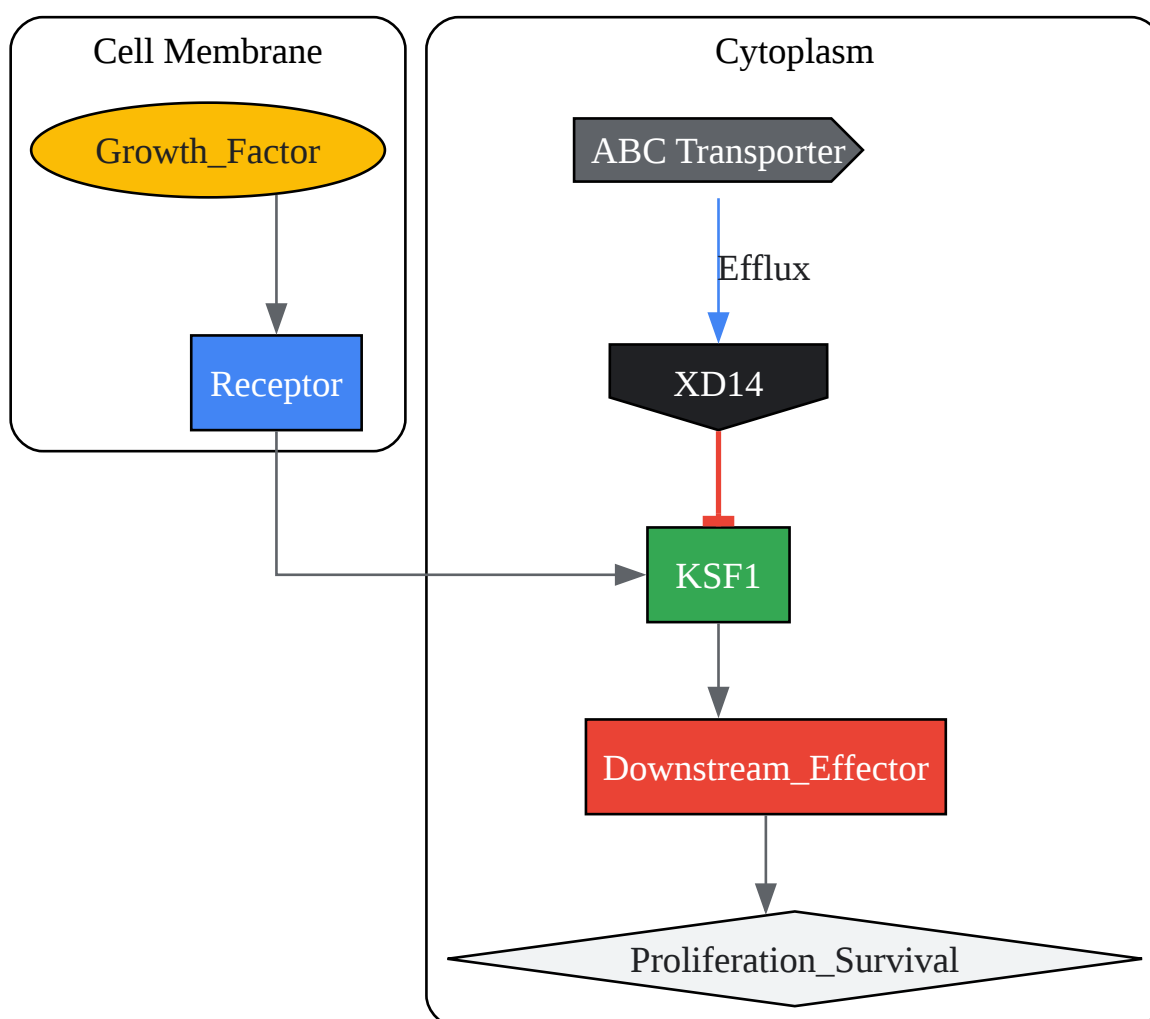 Cell Membrane
Growth_Factor
Receptor
Cytoplasm
ABC Transporter
Efflux
XD14
KSF1
Downstream_Effector
Proliferation_Survival